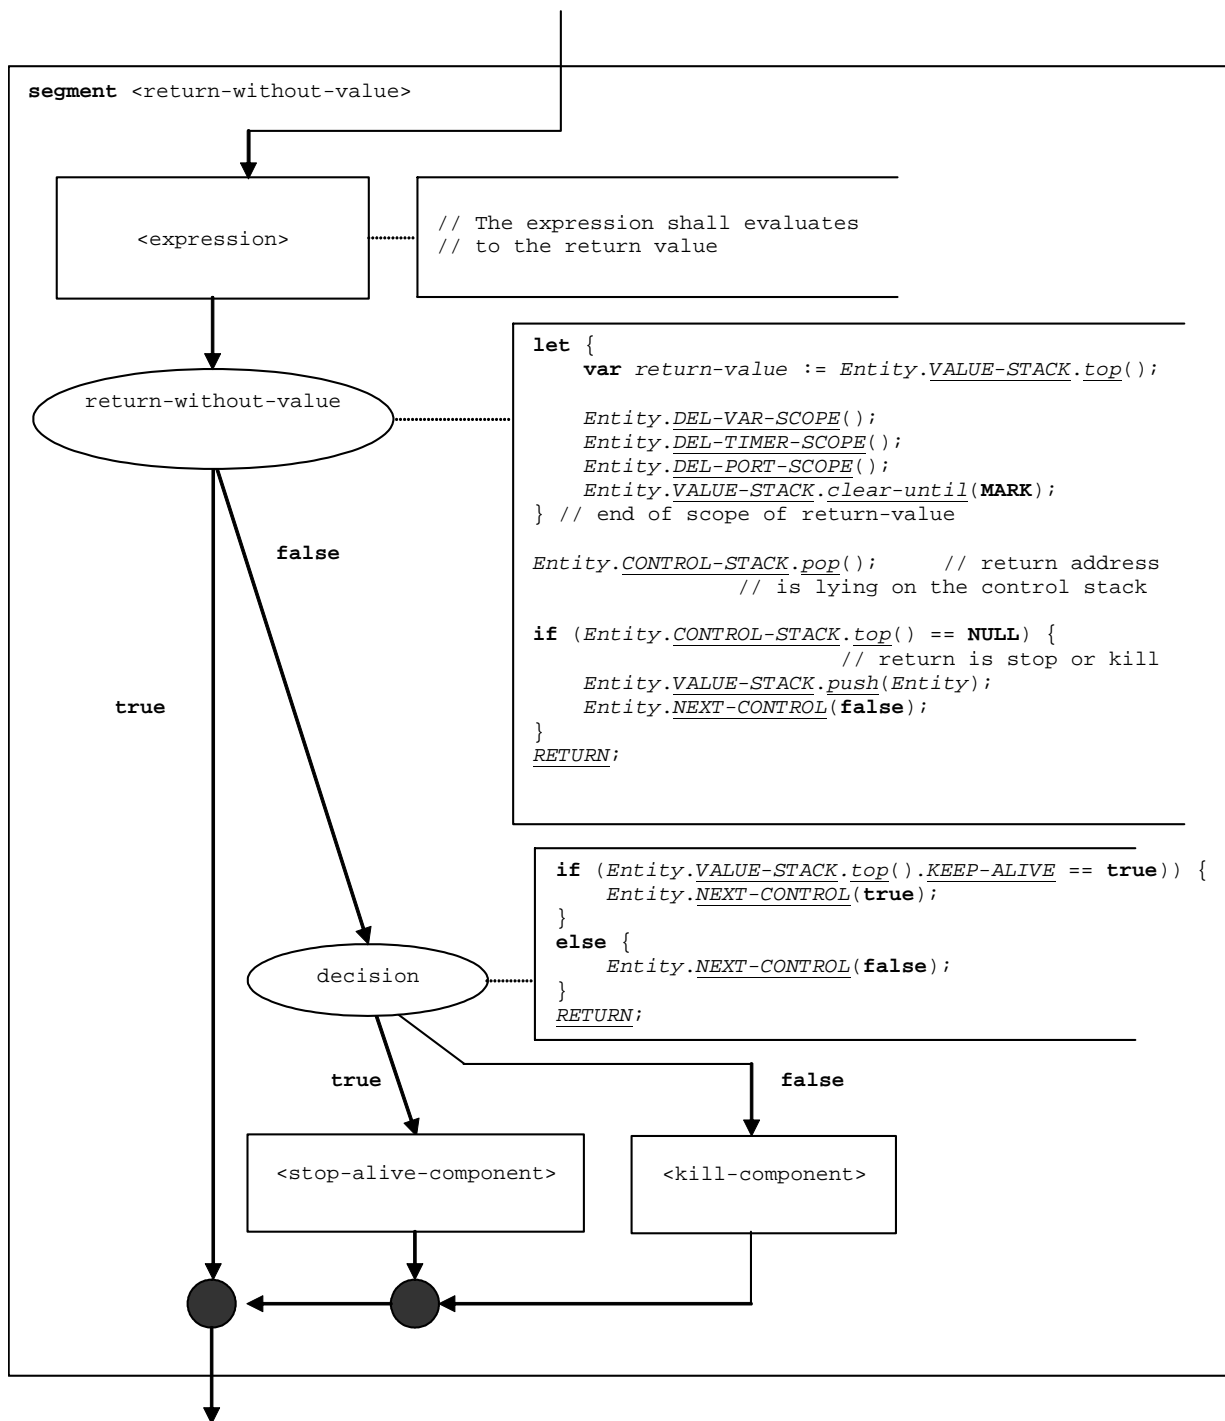 segment <return-without-value>
<expression>
// The expression shall evaluates
// to the return value
return-without-value
let {
var return-value := Entity.VALUE-STACK.top();
Entity.DEL-VAR-SCOPE();
Entity.DEL-TIMER-SCOPE();
Entity.DEL-PORT-SCOPE();
Entity.VALUE-STACK.clear-until(MARK);
} // end of scope of return-value
Entity.CONTROL-STACK.pop(); // return address
// is lying on the control stack
if (Entity.CONTROL-STACK.top() == NULL) {
// return is stop or kill
Entity.VALUE-STACK.push(Entity);
Entity.NEXT-CONTROL(false);
}
RETURN;
false
true
decision
if (Entity.VALUE-STACK.top().KEEP-ALIVE == true)) {
Entity.NEXT-CONTROL(true);
}
else {
Entity.NEXT-CONTROL(false);
}
RETURN;
true
false
<stop-alive-component>
<kill-component>